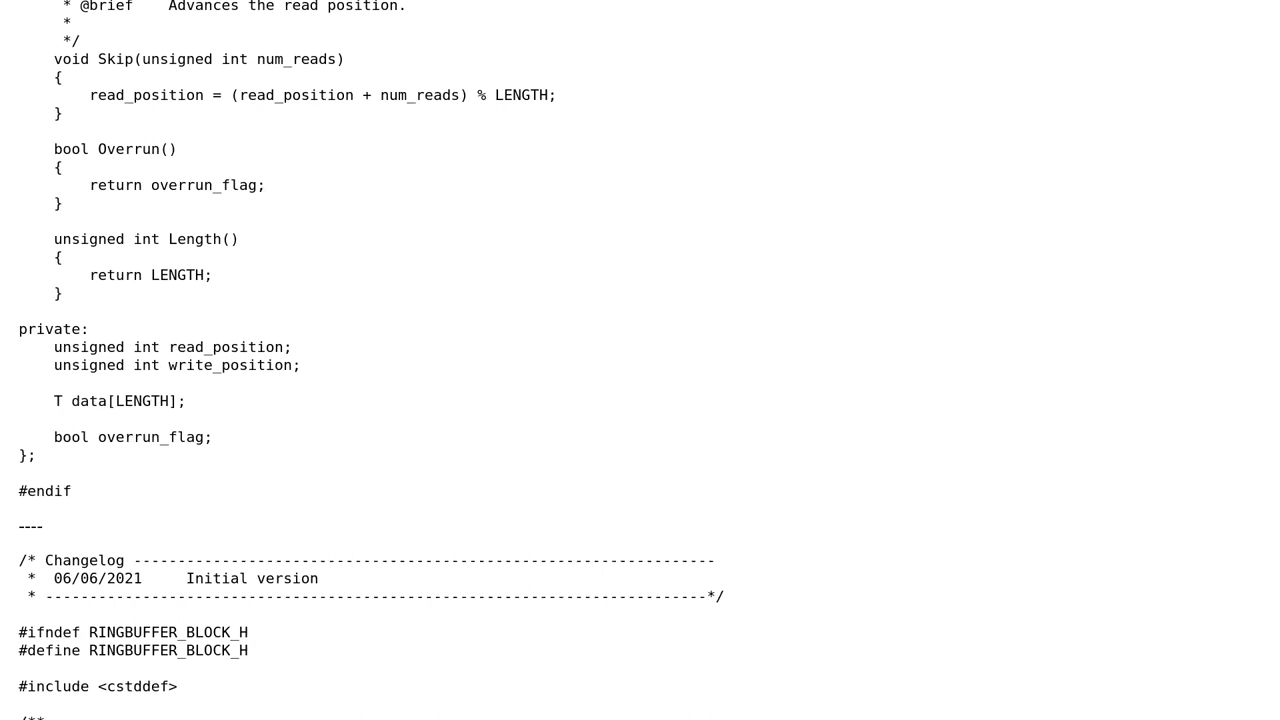 * @brief    Advances the read position.
     *
     */
    void Skip(unsigned int num_reads)
    {
        read_position = (read_position + num_reads) % LENGTH;
    }

    bool Overrun()
    {
        return overrun_flag;
    }

    unsigned int Length()
    {
        return LENGTH;
    }

private:
    unsigned int read_position;
    unsigned int write_position;

    T data[LENGTH];

    bool overrun_flag;
};

#endif

----

/* Changelog ------------------------------------------------------------------
 *  06/06/2021     Initial version
 * ---------------------------------------------------------------------------*/

#ifndef RINGBUFFER_BLOCK_H
#define RINGBUFFER_BLOCK_H

#include <cstddef>

/**